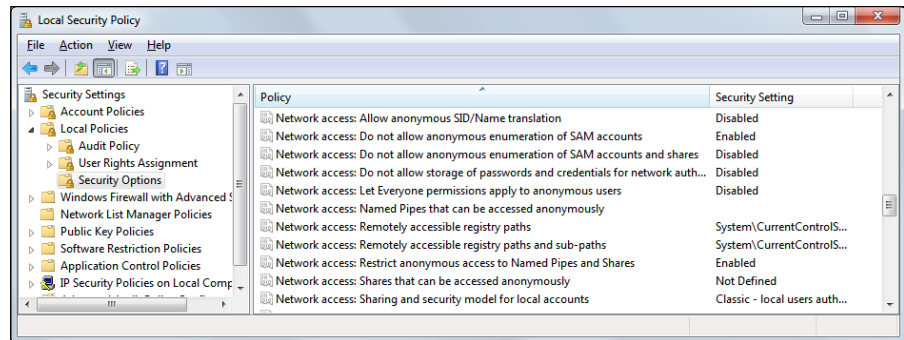 Local Security Policy
File Action View Help
Security Settings
Account Policies
Local Policies
Audit Policy
User Rights Assignment
Security Options
Windows Firewall with Advanced
Network List Manager Policies
Public Key Policies
Software Restriction Policies
Application Control Policies
IP Security Policies on Local Comp
Policy Security Setting
Network access: Allow anonymous SID/Name translation Disabled
Network access: Do not allow anonymous enumeration of SAM accounts Enabled
Network access: Do not allow anonymous enumeration of SAM accounts and shares Disabled
Network access: Do not allow storage of passwords and credentials for network auth... Disabled
Network access: Let Everyone permissions apply to anonymous users Disabled
Network access: Named Pipes that can be accessed anonymously
Network access: Remotely accessible registry paths System\CurrentControlS...
Network access: Remotely accessible registry paths and sub-paths System\CurrentControlS...
Network access: Restrict anonymous access to Named Pipes and Shares Enabled
Network access: Shares that can be accessed anonymously Not Defined
Network access: Sharing and security model for local accounts Classic - local users auth...